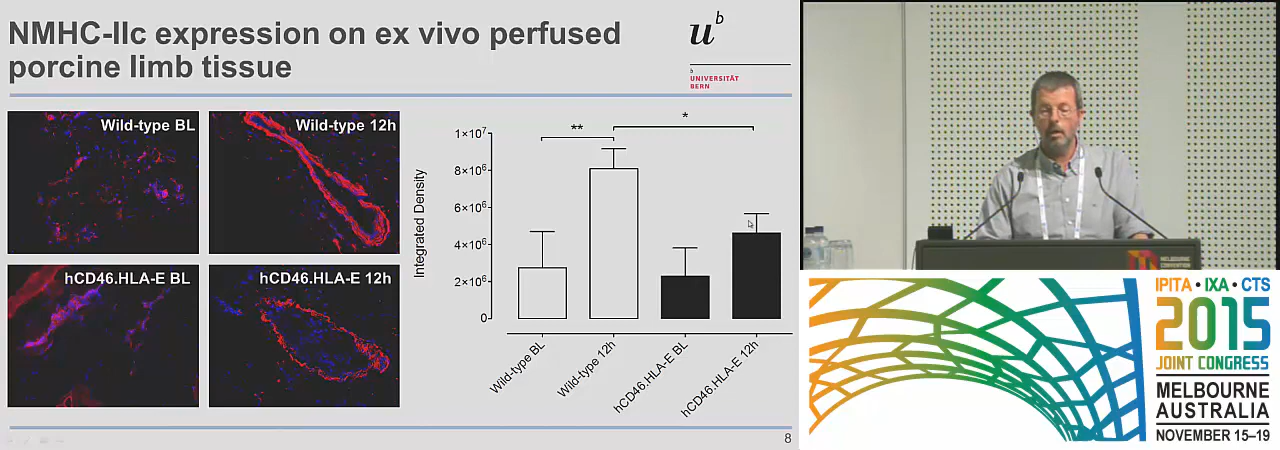 NMHC-IIc expression on ex vivo perfused
porcine limb tissue
u^b
b
UNIVERSITÄT
BERN
Wild-type BL
Wild-type 12h
hCD46.HLA-E BL
hCD46.HLA-E 12h
Integrated Density
1×10⁷
8×10⁶
6×10⁶
4×10⁶
2×10⁶
0
**
*
Wild-type BL
Wild-type 12h
hCD46.HLA-E BL
hCD46.HLA-E 12h
8
MELBOURNE
CONVENTION
IPITA • IXA • CTS
2015
JOINT CONGRESS
MELBOURNE
AUSTRALIA
NOVEMBER 15–19